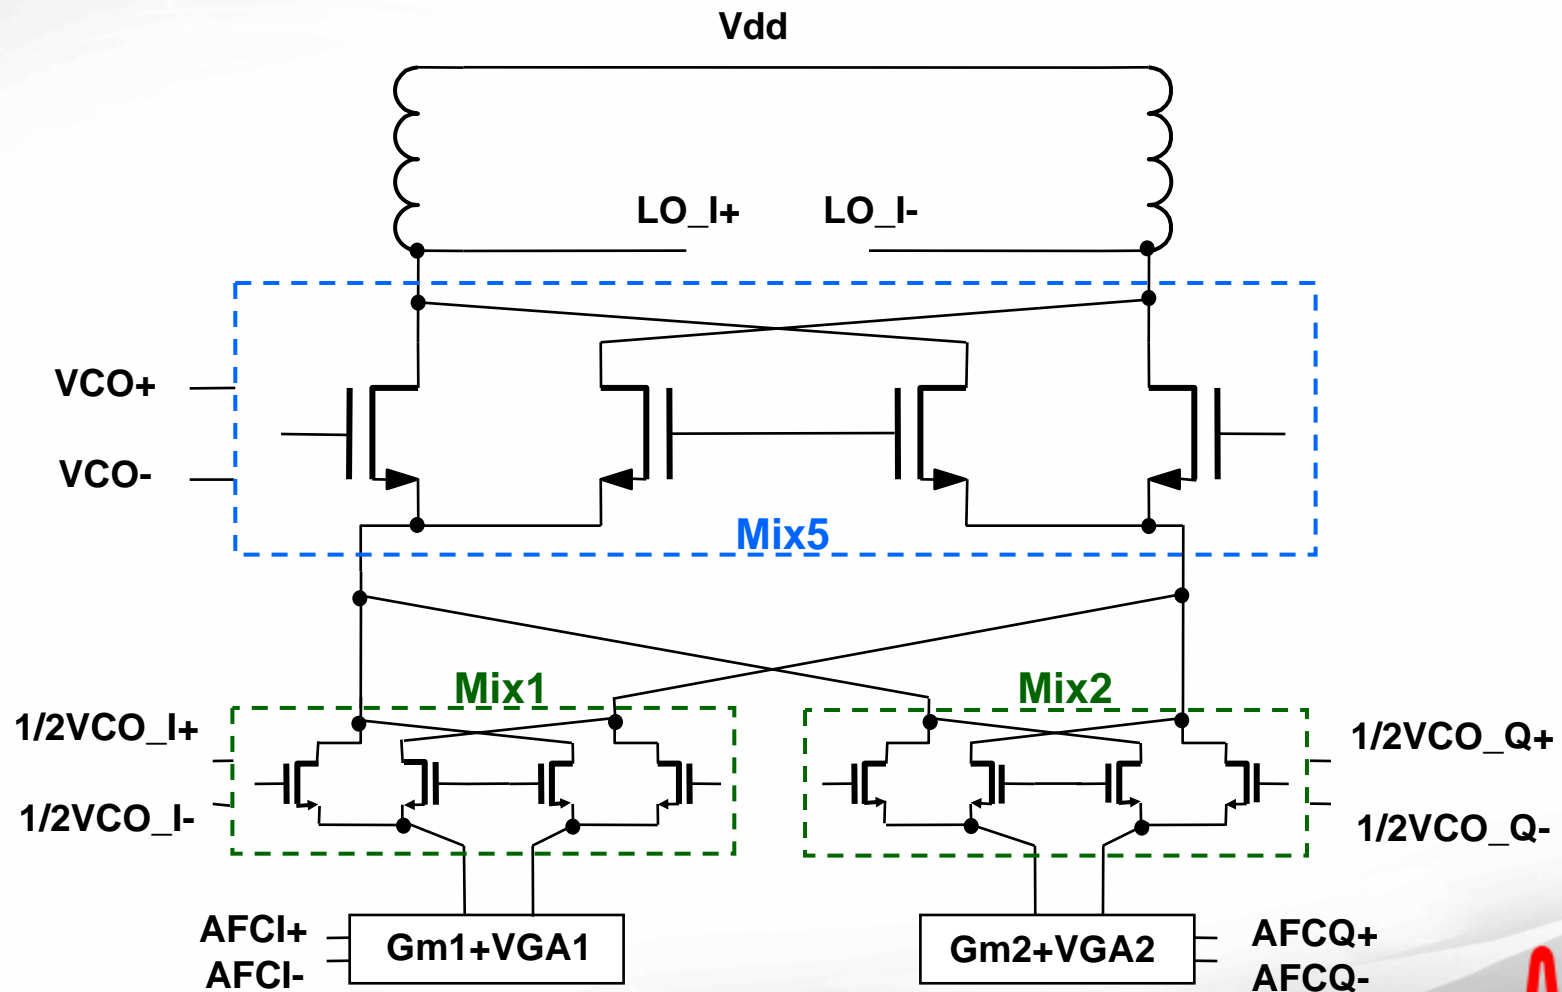 Vdd
LO_I+ LO_I-
VCO+
VCO-
Mix5
Mix1 Mix2
1/2VCO_I+ 1/2VCO_Q+
1/2VCO_I- 1/2VCO_Q-
AFCI+ Gm1+VGA1 Gm2+VGA2 AFCQ+
AFCI- AFCQ-